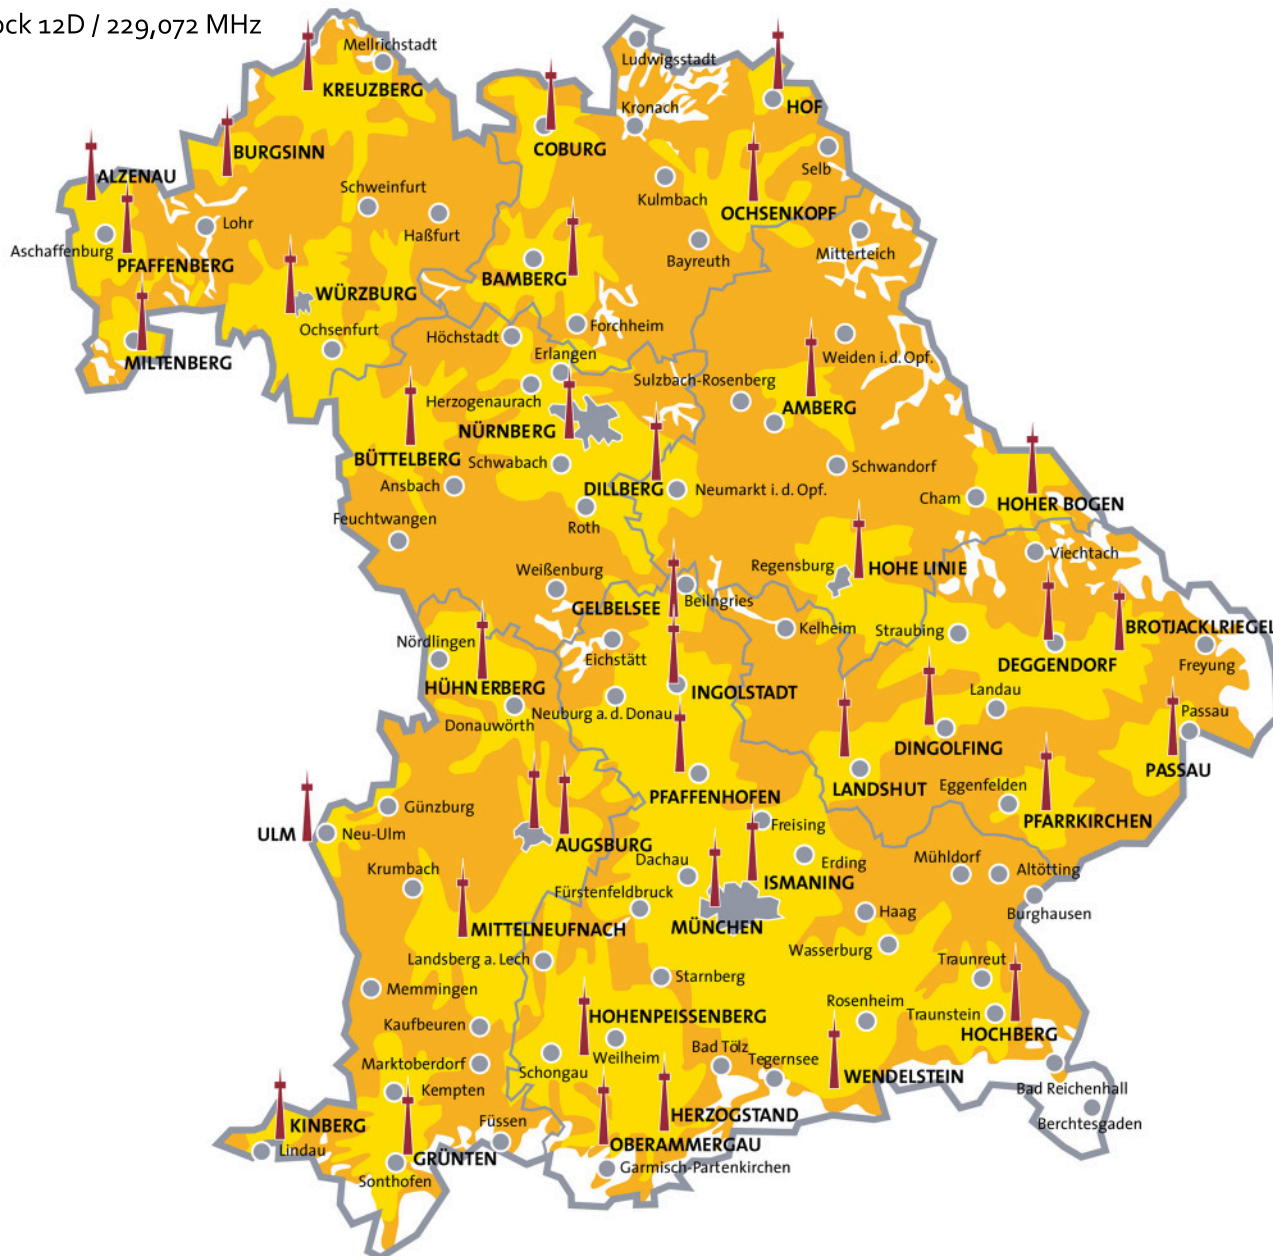 ock 12D / 229,072 MHz
Mellrichstadt
Ludwigsstadt
KREUZBERG
Kronach
HOF
COBURG
BURGSINN
Selb
ALZENAU
Schweinfurt
Kulmbach
OCHSENKOPF
Lohr
Haßfurt
Aschaffenburg
PFAFFENBERG
Bayreuth
Mitterteich
BAMBERG
WÜRZBURG
Ochsenfurt
Forchheim
Höchstadt
Erlangen
MILTENBERG
Weiden i.d. Opf.
Sulzbach-Rosenberg
Herzogenaurach
AMBERG
NÜRNBERG
BÜTTELBERG
Schwabach
Schwandorf
Ansbach
DILLBERG
Neumarkt i. d. Opf.
Cham
HOHER BOGEN
Feuchtwangen
Roth
Viechtach
Regensburg
HOHE LINIE
Weißenburg
GELBELSEE
Beilngries
Kelheim
Straubing
BROTJACKLRIEGEL
Nördlingen
Eichstätt
DEGGENDORF
Freyung
HÜHNERBERG
INGOLSTADT
Landau
Donauwörth
Neuburg a. d. Donau
Passau
DINGOLFING
PASSAU
PFAFFENHOFEN
LANDSHUT
Eggenfelden
Günzburg
PFARRKIRCHEN
ULM
Neu-Ulm
Freising
AUGSBURG
Dachau
Erding
Mühldorf
Altötting
Krumbach
ISMANING
Fürstenfeldbruck
Haag
Burghausen
MITTELNEUFNACH
MÜNCHEN
Wasserburg
Landsberg a. Lech
Traunreut
Starnberg
Memmingen
Rosenheim
HOHENPEISSENBERG
Traunstein
Kaufbeuren
HOCHBERG
Weilheim
Bad Tölz
Tegernsee
Marktoberdorf
Schongau
WENDELSTEIN
Kempten
Bad Reichenhall
HERZOGSTAND
KINBERG
Füssen
Berchtesgaden
OBERAMMERGAU
Lindau
GRÜNTEN
Garmisch-Partenkirchen
Sonthofen